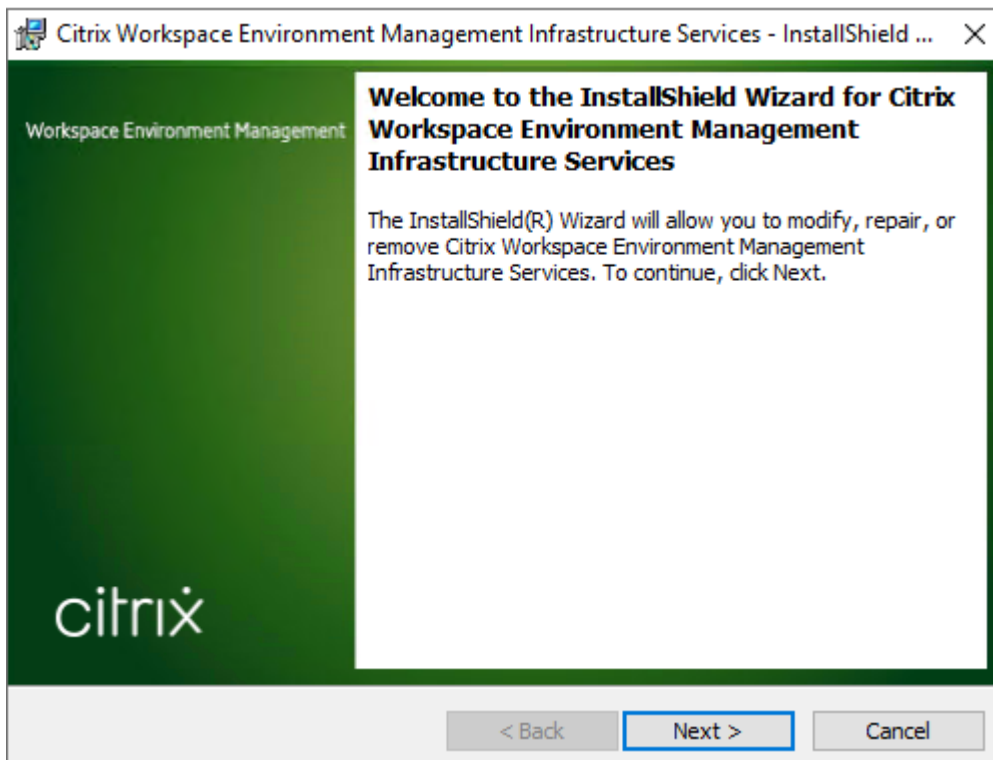 Citrix Workspace Environment Management Infrastructure Services - InstallShield ...
Workspace Environment Management
Welcome to the InstallShield Wizard for Citrix
Workspace Environment Management
Infrastructure Services
The InstallShield(R) Wizard will allow you to modify, repair, or
remove Citrix Workspace Environment Management
Infrastructure Services. To continue, click Next.
citrix
< Back
Next >
Cancel